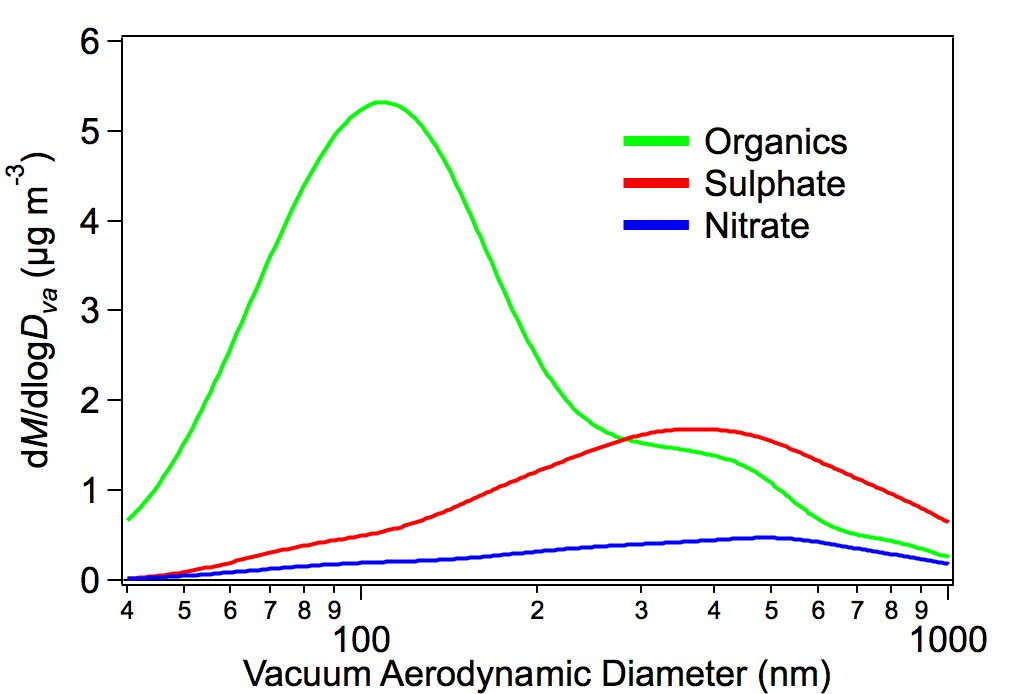 6
5
4
3
2
1
0
dM/dlogDva (µg m-3)
Organics
Sulphate
Nitrate
4 5 6 7 8 9 2 3 4 5 6 7 8 9
100 1000
Vacuum Aerodynamic Diameter (nm)